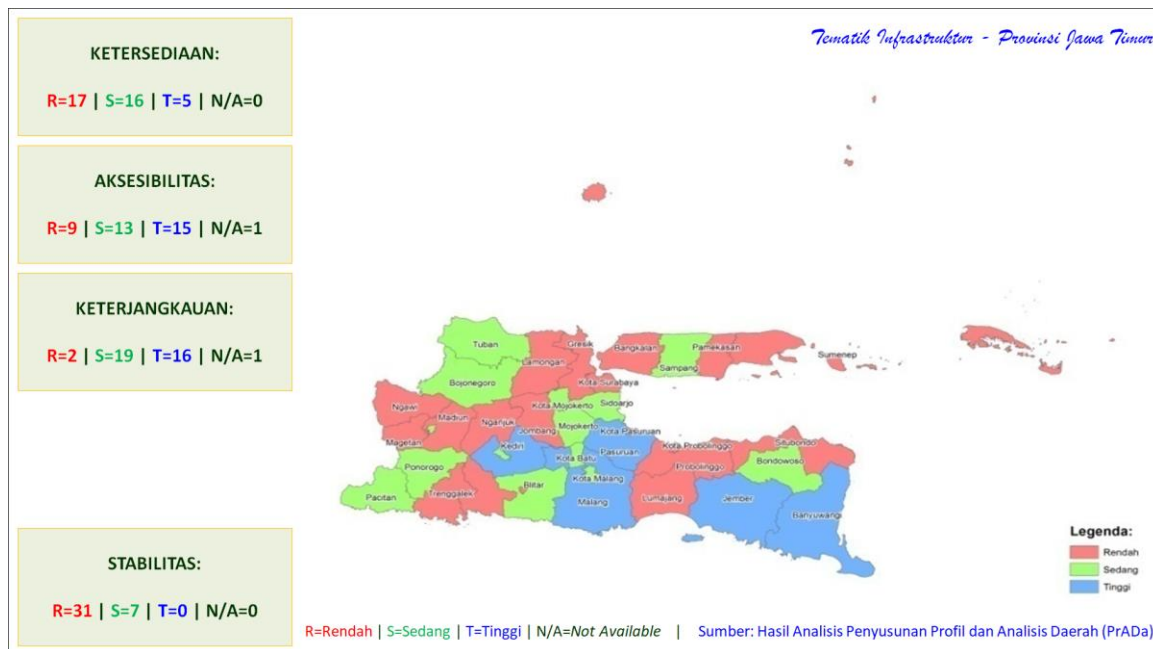 Tematik Infrastruktur - Provinsi Jawa Timur
KETERSEDIAAN:
R=17 | S=16 | T=5 | N/A=0
AKSESIBILITAS:
R=9 | S=13 | T=15 | N/A=1
KETERJANGKAUAN:
R=2 | S=19 | T=16 | N/A=1
STABILITAS:
R=31 | S=7 | T=0 | N/A=0
Tuban
Bojonegoro
Lamongan
Gresik
Bangkalan
Sampang
Pamekasan
Sumenep
Kota Surabaya
Ngawi
Madiun
Magetan
Nganjuk
Jombang
Kota Mojokerto
Mojokerto
Sidoarjo
Kediri
Kota Batu
Kota Pasuruan
Pasuruan
Kota Malang
Malang
Ponorogo
Pacitan
Trenggalek
Blitar
Kota Probolinggo
Probolinggo
Lumajang
Situbondo
Bondowoso
Jember
Banyuwangi
Legenda:
Rendah
Sedang
Tinggi
R=Rendah | S=Sedang | T=Tinggi | N/A=Not Available | Sumber: Hasil Analisis Penyusunan Profil dan Analisis Daerah (PrADa)